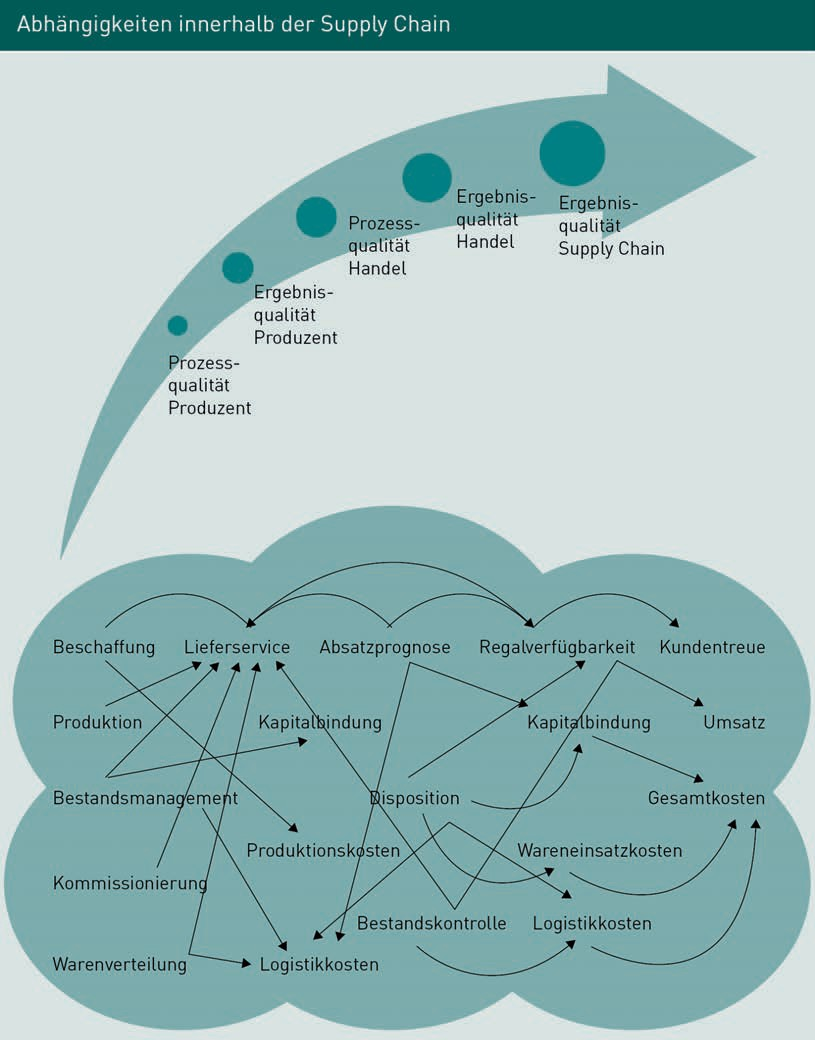 Abhängigkeiten innerhalb der Supply Chain
Ergebnis-
qualität
Supply Chain
Ergebnis-
qualität
Handel
Prozess-
qualität
Handel
Ergebnis-
qualität
Produzent
Prozess-
qualität
Produzent
Beschaffung Lieferservice Absatzprognose Regalverfügbarkeit Kundentreue
Produktion Kapitalbindung Kapitalbindung Umsatz
Bestandsmanagement Disposition Gesamtkosten
Produktionskosten Wareneinsatzkosten
Kommissionierung
Bestandskontrolle Logistikkosten
Warenverteilung Logistikkosten